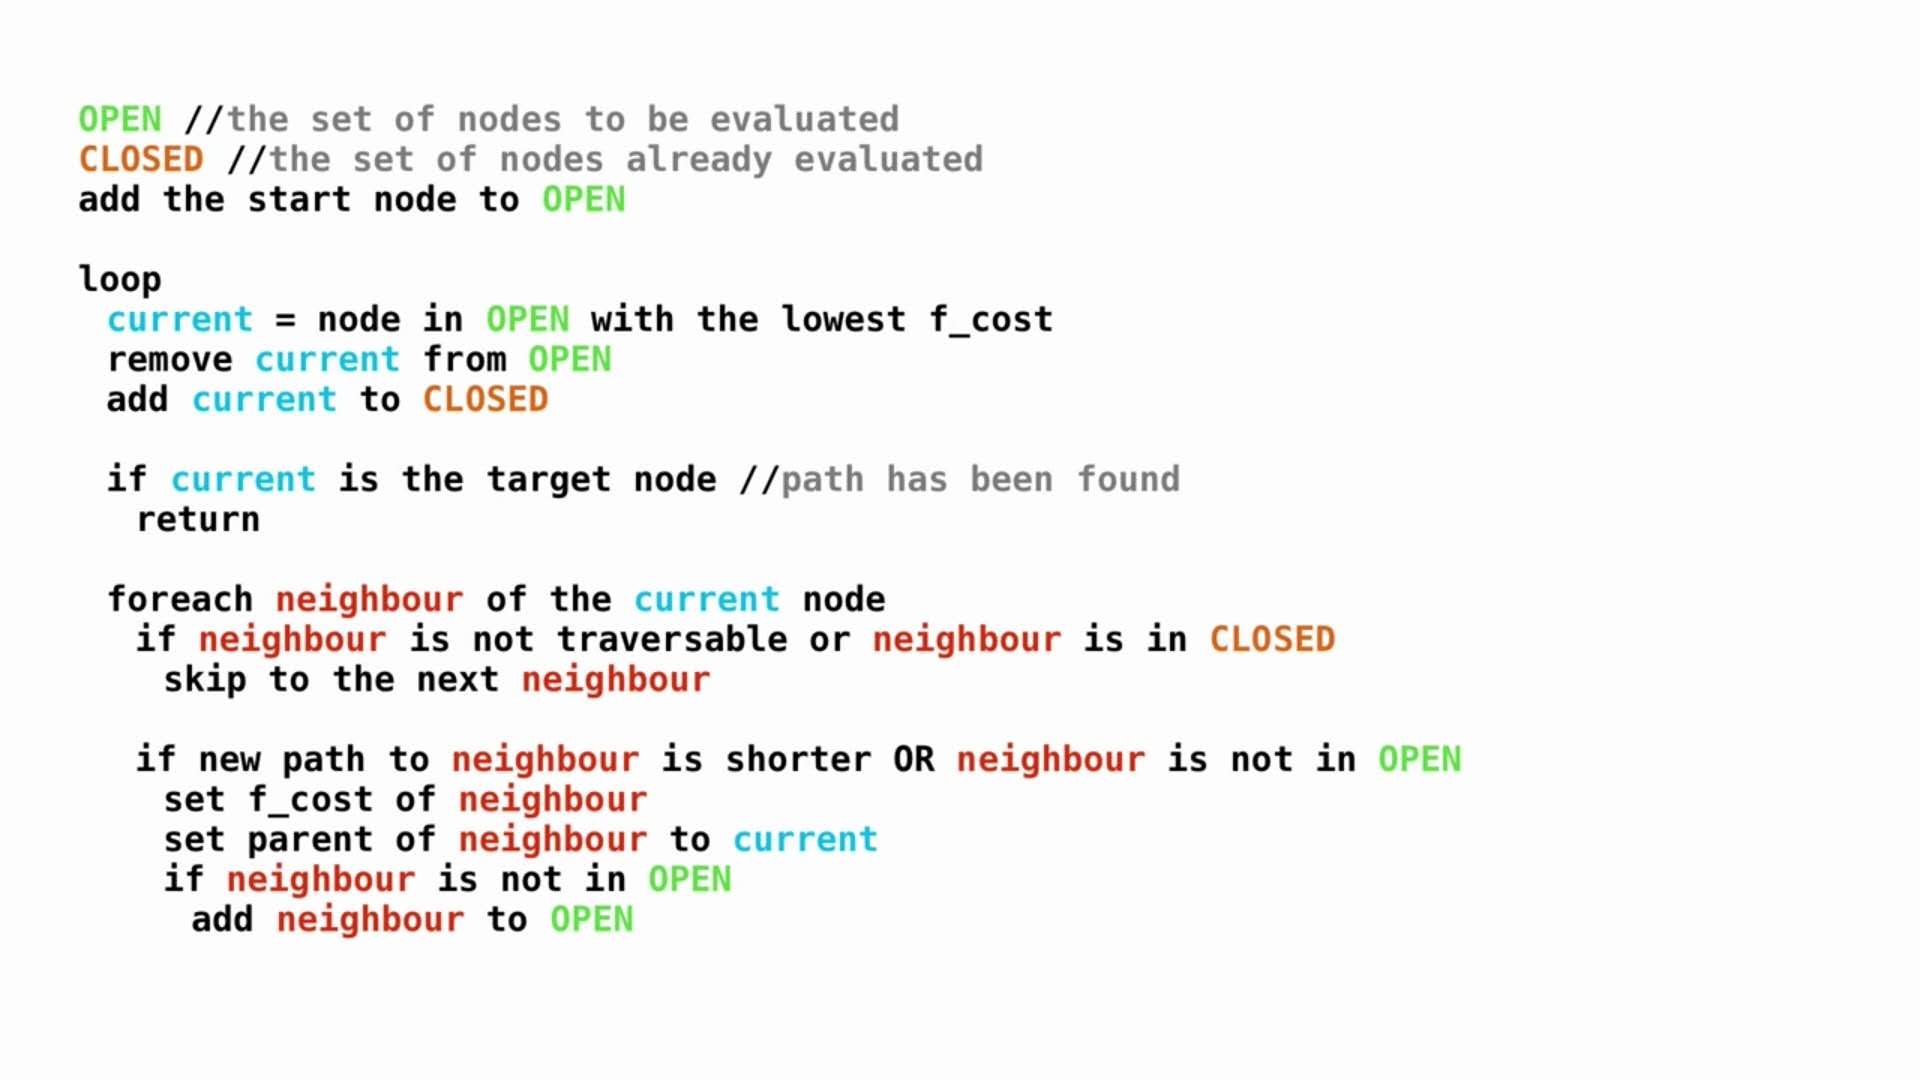 OPEN //the set of nodes to be evaluated
CLOSED //the set of nodes already evaluated
add the start node to OPEN
loop
current = node in OPEN with the lowest f_cost
remove current from OPEN
add current to CLOSED
if current is the target node //path has been found
return
foreach neighbour of the current node
if neighbour is not traversable or neighbour is in CLOSED
skip to the next neighbour
if new path to neighbour is shorter OR neighbour is not in OPEN
set f_cost of neighbour
set parent of neighbour to current
if neighbour is not in OPEN
add neighbour to OPEN